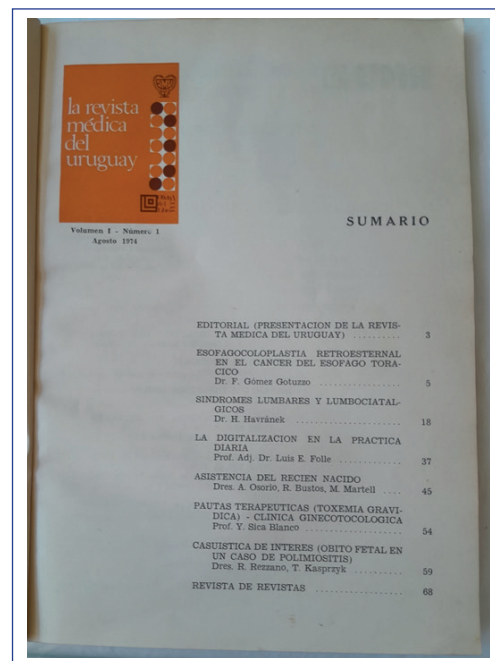 la revista
médica
del
uruguay
Volumen I - Número 1
Agosto 1974
SUMARIO
EDITORIAL (PRESENTACION DE LA REVIS-
TA MEDICA DEL URUGUAY) .......... 3
ESOFAGOCOLOPLASTIA RETROESTERNAL
EN EL CANCER DEL ESOFAGO TORA-
CICO
Dr. F. Gómez Gotuzzo ................ 5
SINDROMES LUMBARES Y LUMBOCIATAL-
GICOS
Dr. H. Havránek ..................... 18
LA DIGITALIZACION EN LA PRACTICA
DIARIA
Prof. Adj. Dr. Luis E. Folle ............. 37
ASISTENCIA DEL RECIEN NACIDO
Dres. A. Osorio, R. Bustos, M. Martell .... 45
PAUTAS TERAPEUTICAS (TOXEMIA GRAVI-
DICA) - CLINICA GINECOTOCOLOGICA
Prof. Y. Sica Blanco .................. 54
CASUISTICA DE INTERES (OBITO FETAL EN
UN CASO DE POLIMIOSITIS)
Dres. R. Rezzano, T. Kasprzyk .......... 59
REVISTA DE REVISTAS ................. 68